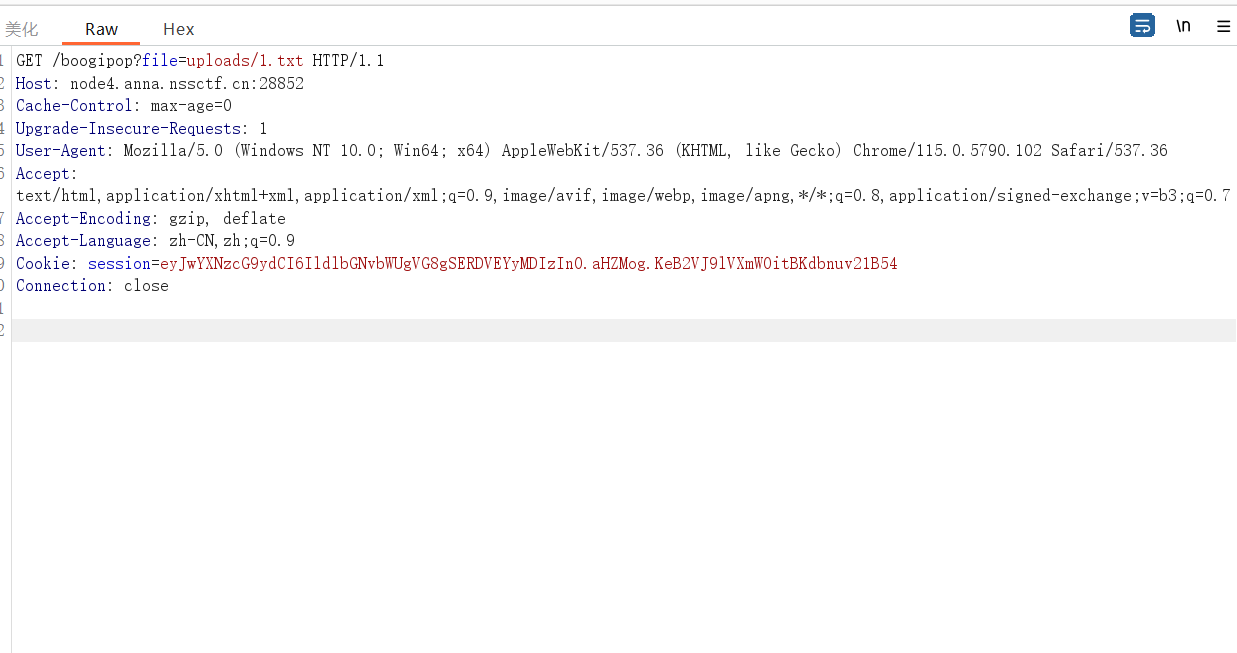 美化 Raw Hex \n
1 GET /boogipop?file=uploads/1.txt HTTP/1.1
2 Host: node4.anna.nssctf.cn:28852
3 Cache-Control: max-age=0
4 Upgrade-Insecure-Requests: 1
5 User-Agent: Mozilla/5.0 (Windows NT 10.0; Win64; x64) AppleWebKit/537.36 (KHTML, like Gecko) Chrome/115.0.5790.102 Safari/537.36
6 Accept:
text/html,application/xhtml+xml,application/xml;q=0.9,image/avif,image/webp,image/apng,*/*;q=0.8,application/signed-exchange;v=b3;q=0.7
7 Accept-Encoding: gzip, deflate
8 Accept-Language: zh-CN,zh;q=0.9
9 Cookie: session=eyJwYXNzcG9ydCI6IldlbGNvbWUgVG8gSERDVEYyMDIzIn0.aHZMog.KeB2VJ9lVXmW0itBKdbnuv21B54
0 Connection: close
1
2